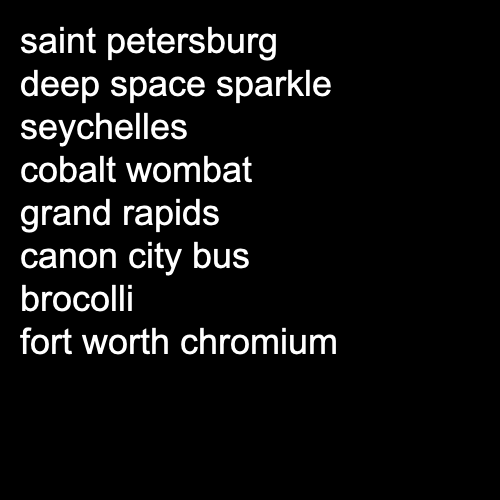 saint petersburg
deep space sparkle
seychelles
cobalt wombat
grand rapids
canon city bus
brocolli
fort worth chromium